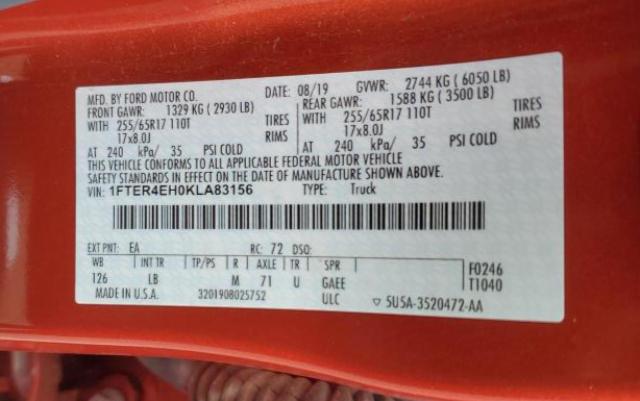 MFD. BY FORD MOTOR CO. DATE: 08/19 GVWR: 2744 KG ( 6050 LB)
FRONT GAWR: 1329 KG ( 2930 LB) REAR GAWR: 1588 KG ( 3500 LB)
WITH 255/65R17 110T TIRES WITH 255/65R17 110T TIRES
17x8.0J RIMS 17x8.0J RIMS
AT 240 kPa/ 35 PSI COLD AT 240 kPa/ 35 PSI COLD
THIS VEHICLE CONFORMS TO ALL APPLICABLE FEDERAL MOTOR VEHICLE
SAFETY STANDARDS IN EFFECT ON THE DATE OF MANUFACTURE SHOWN ABOVE.
VIN: 1FTER4EH0KLA83156 TYPE: Truck
EXT PNT: EA RC: 72 DSO:
WB INT TR TP/PS R AXLE TR SPR F0246
126 LB M 71 U GAEE T1040
MADE IN U.S.A. 3201908025752 ULC ▽ 5U5A-3520472-AA